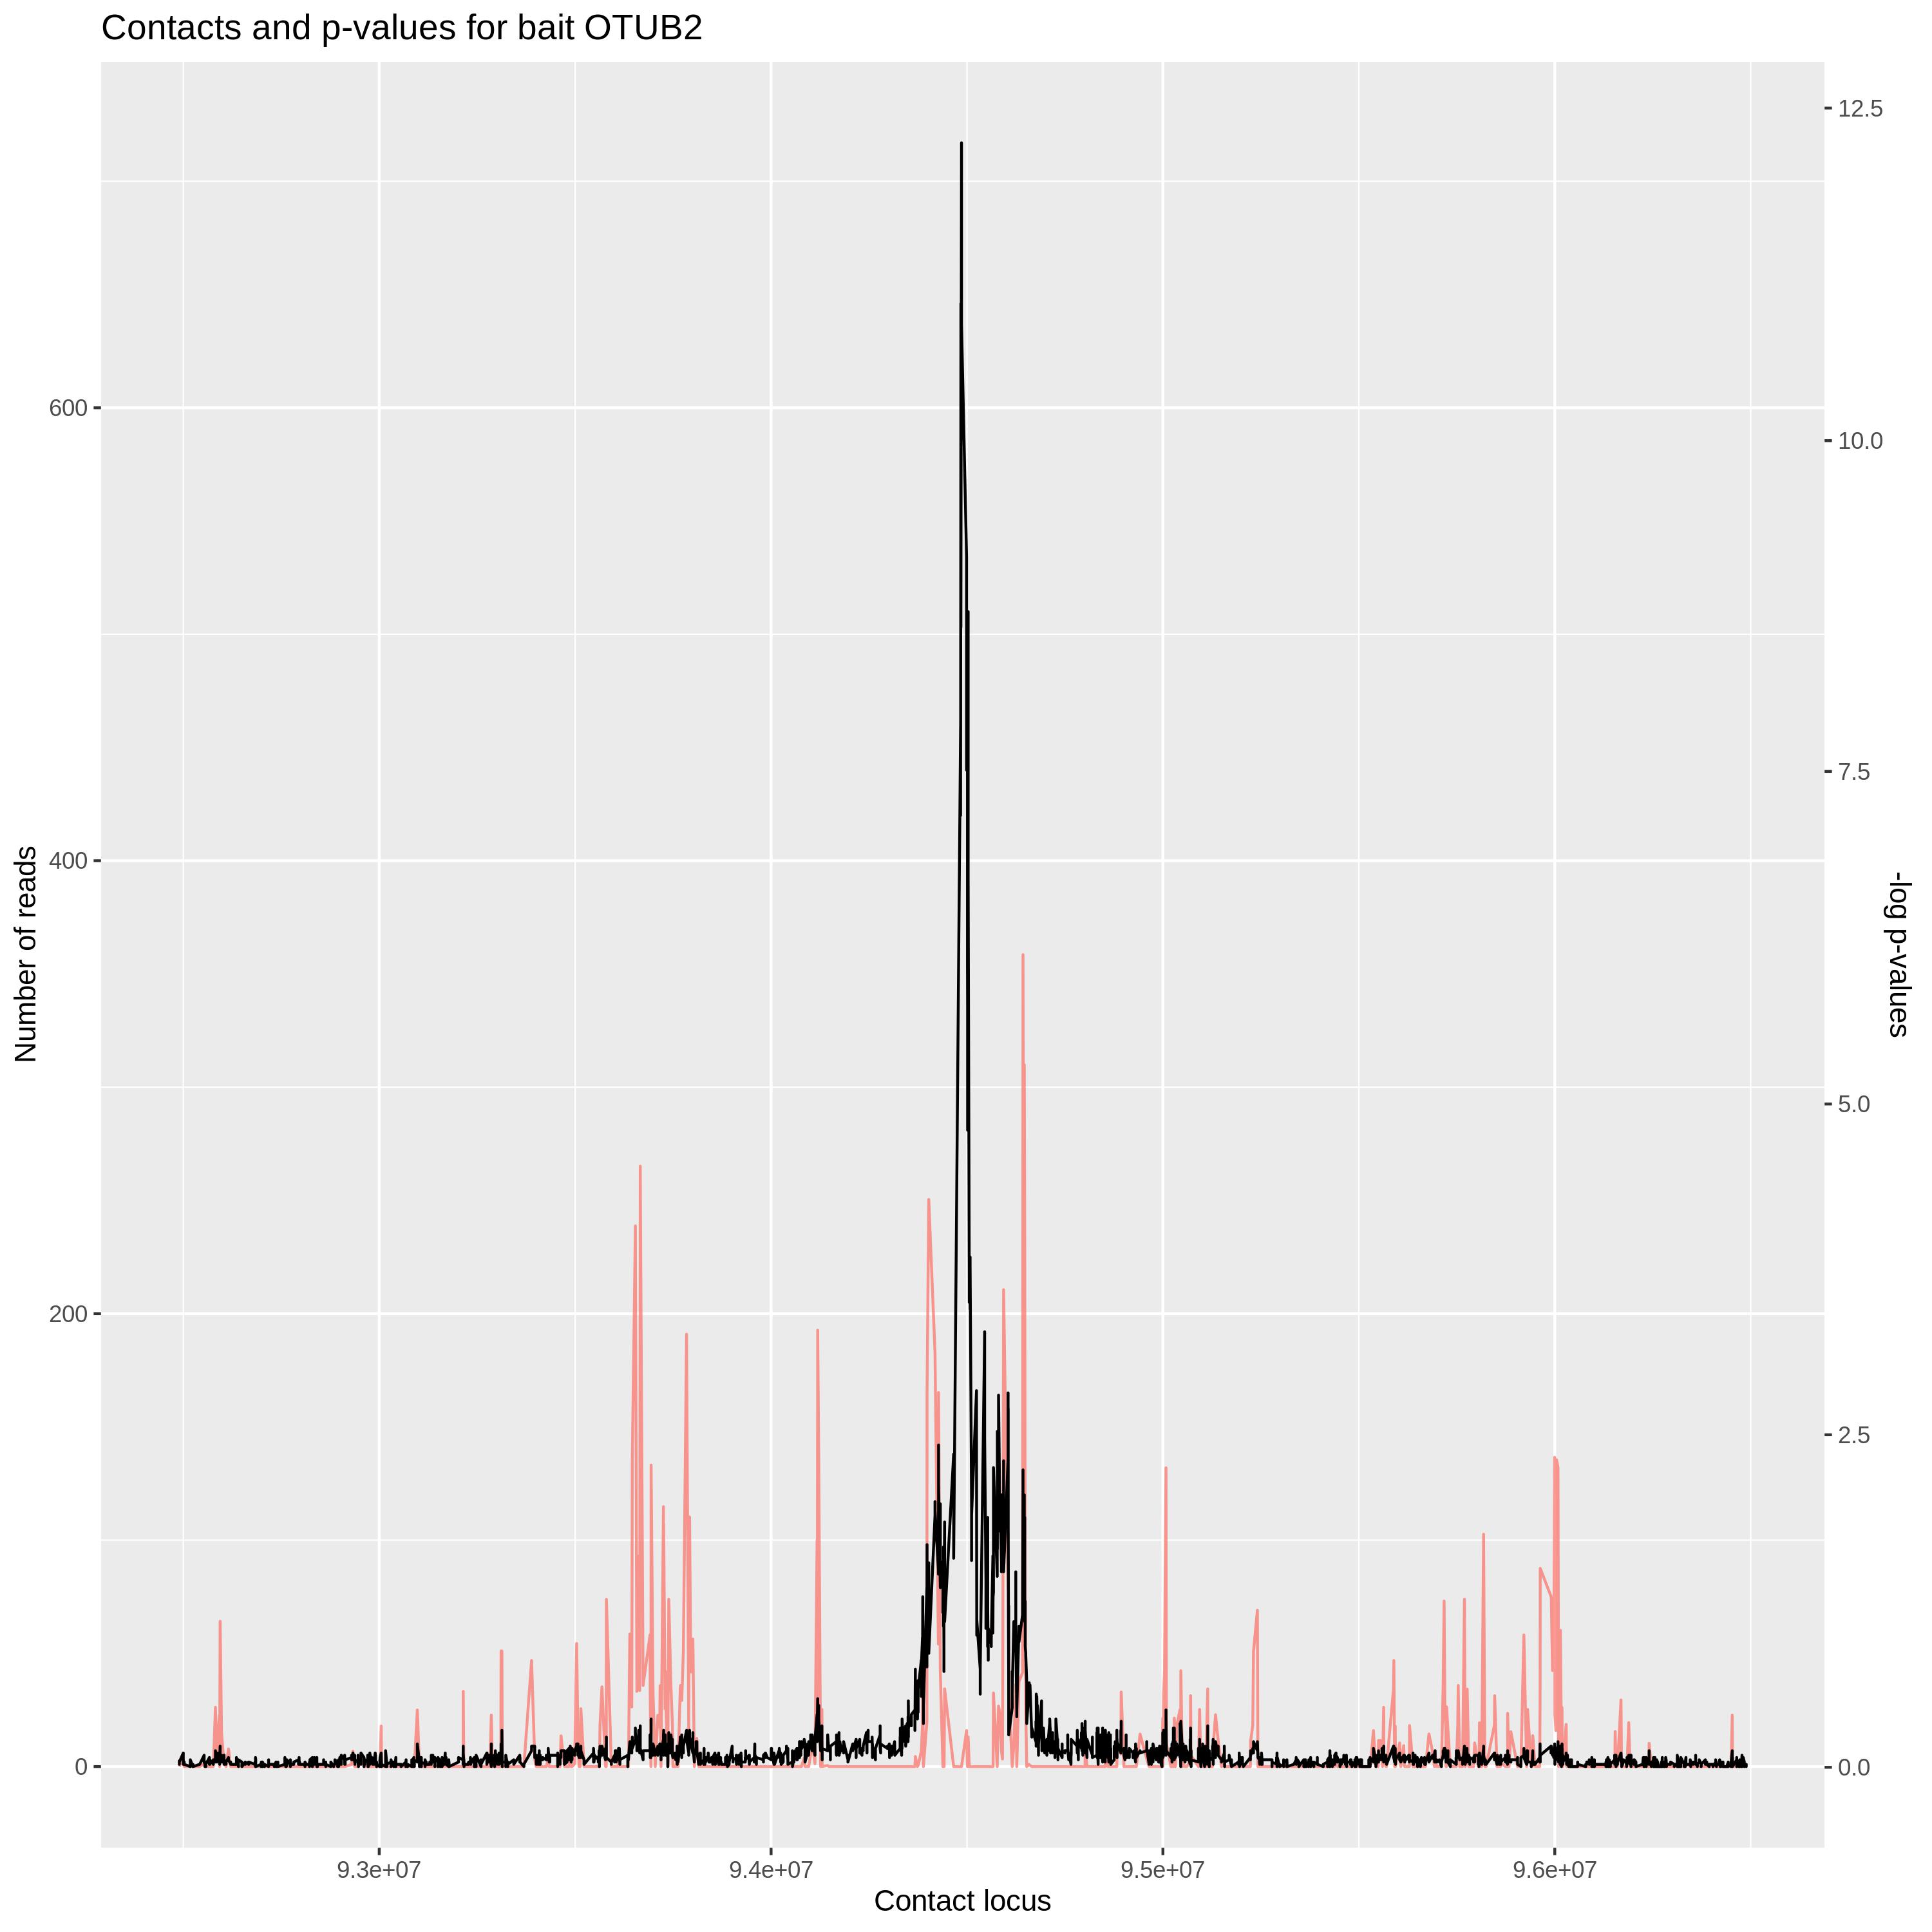 Contacts and p-values for bait OTUB2
Number of reads
600
400
200
0
12.5
10.0
7.5
5.0
2.5
0.0
-log p-values
9.3e+07
9.4e+07
9.5e+07
9.6e+07
Contact locus